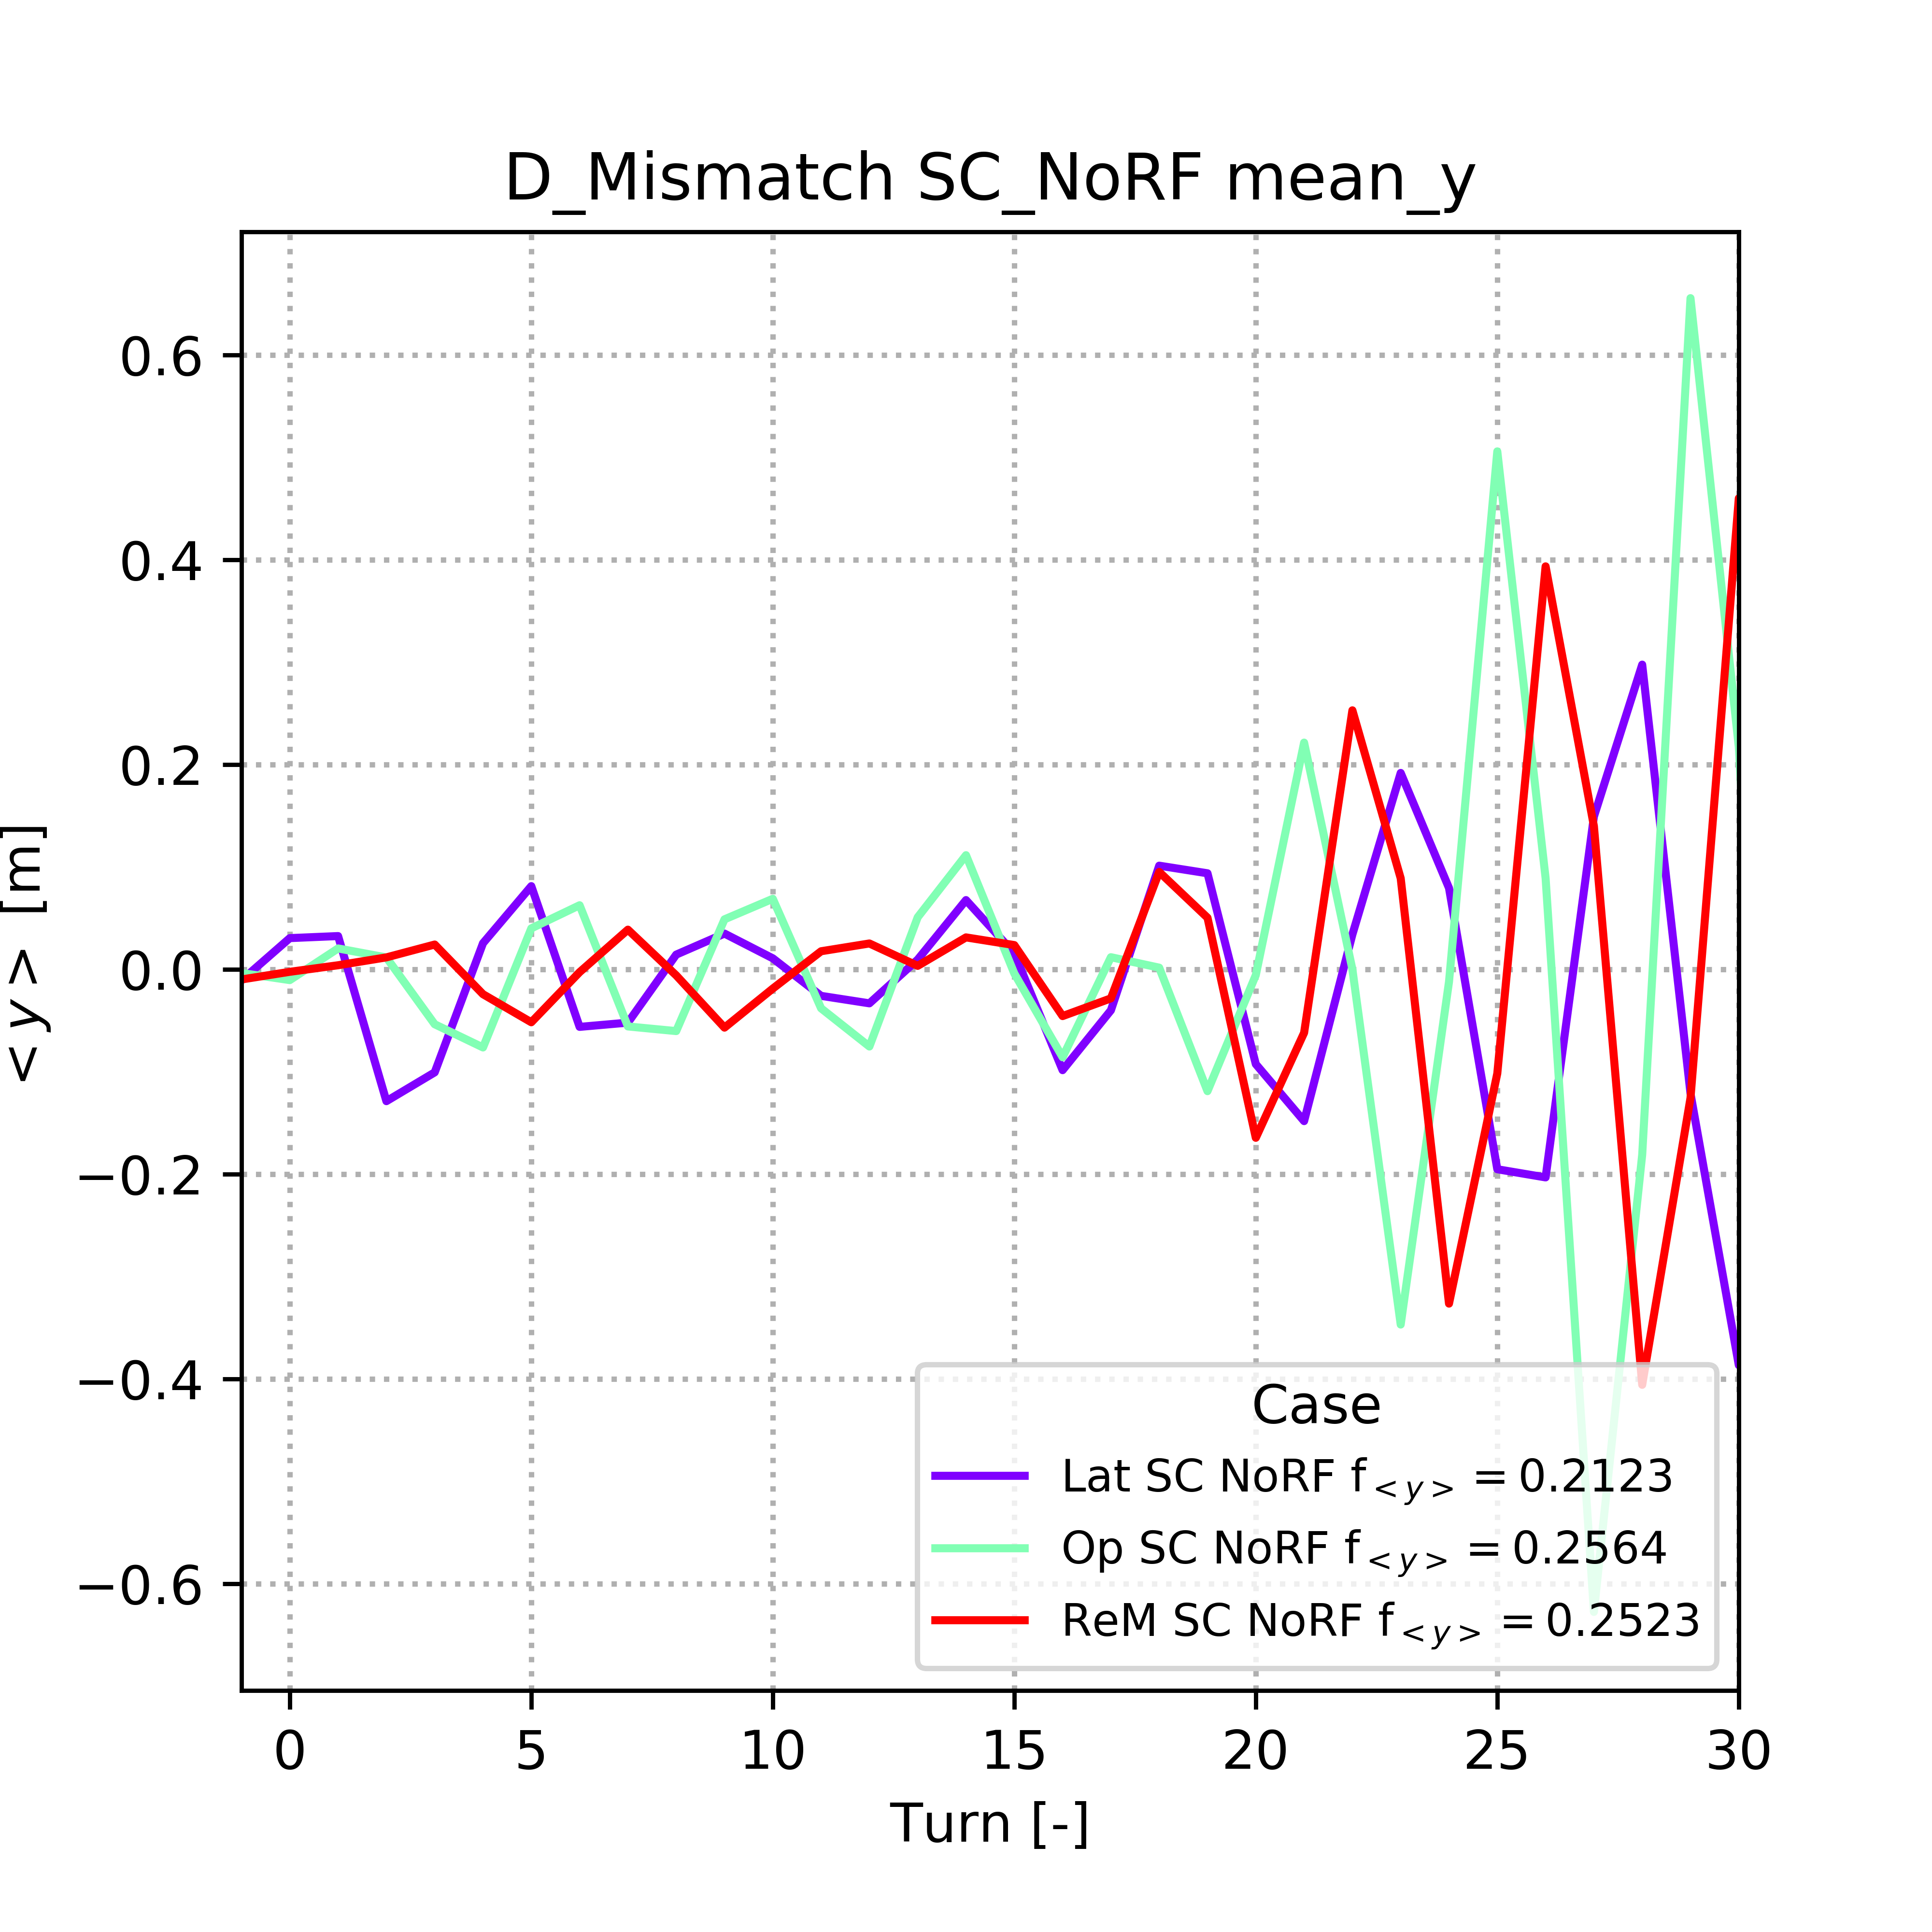 D_Mismatch SC_NoRF mean_y
< y > [m]
0.6
0.4
0.2
0.0
−0.2
−0.4
−0.6
Case
Lat SC NoRF f<y> = 0.2123
Op SC NoRF f<y> = 0.2564
ReM SC NoRF f<y> = 0.2523
0 5 10 15 20 25 30
Turn [-]